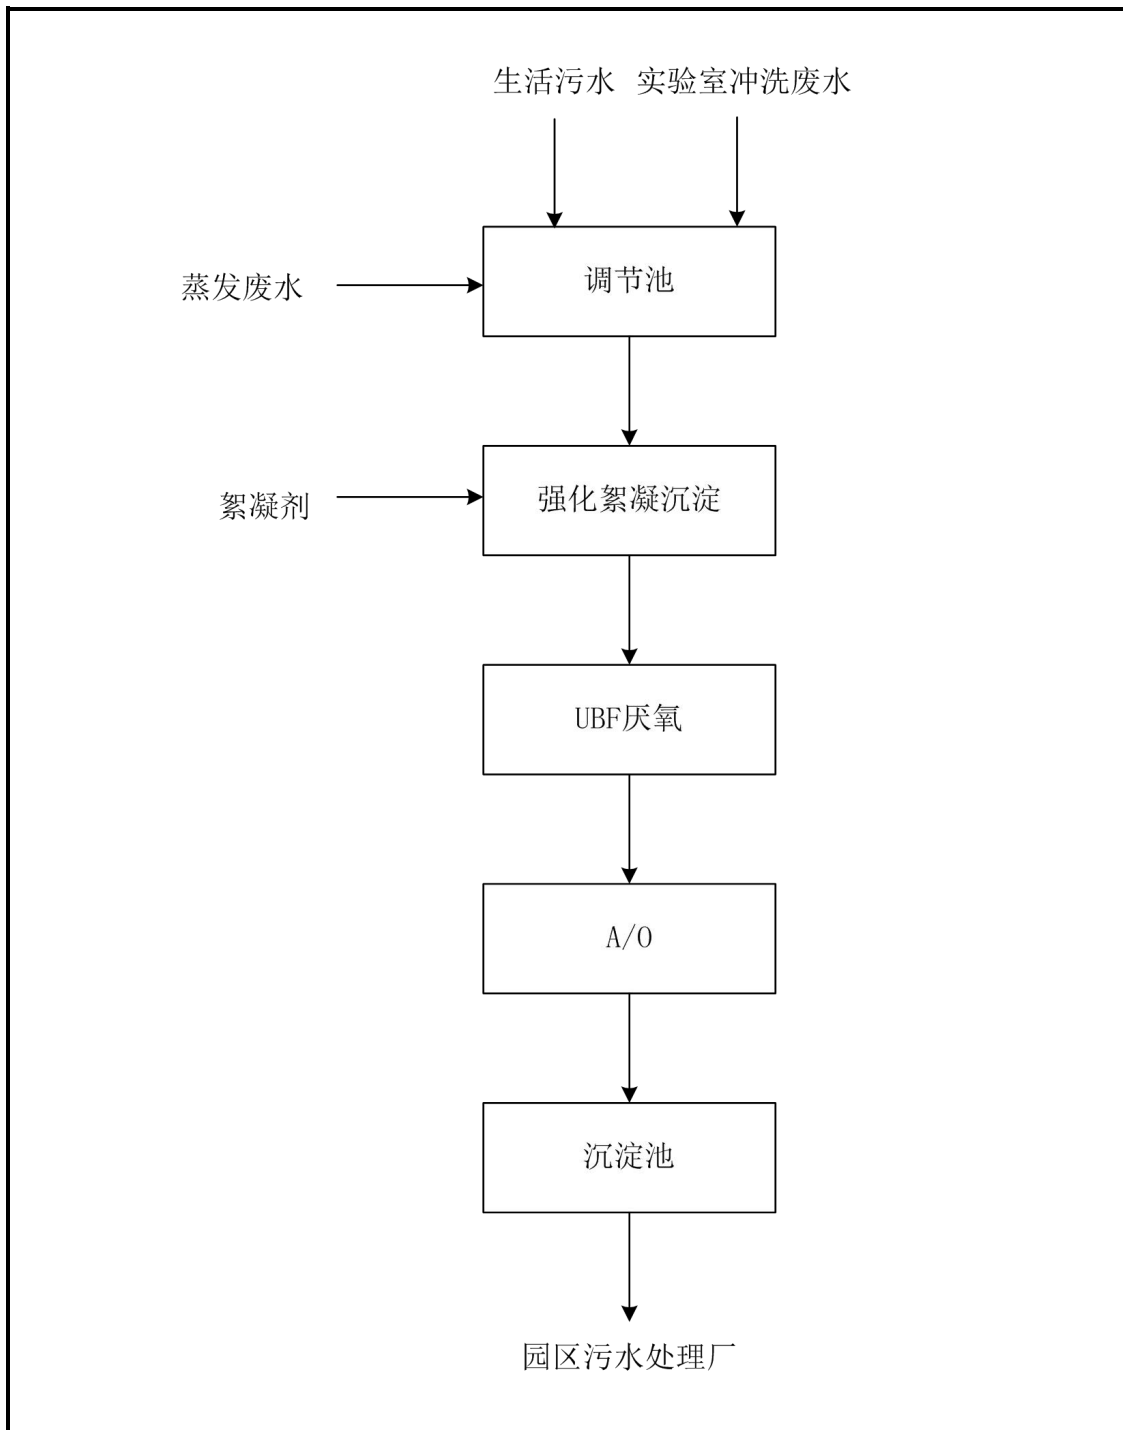 生活污水 实验室冲洗废水
蒸发废水
调节池
絮凝剂
强化絮凝沉淀
UBF厌氧
A/O
沉淀池
园区污水处理厂